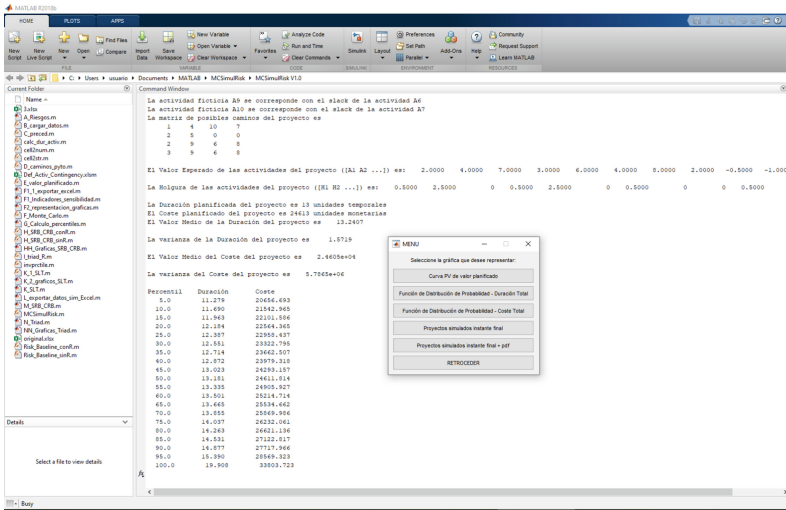 MATLAB R2018b
HOME PLOTS APPS
New Script
New Live Script
New
Open
Find Files
Compare
Import Data
Save Workspace
New Variable
Open Variable
Clear Workspace
Favorites
Analyze Code
Run and Time
Clear Commands
Simulink
Layout
Preferences
Set Path
Parallel
Add-Ons
Help
Community
Request Support
Learn MATLAB
FILE VARIABLE CODE SIMULINK ENVIRONMENT RESOURCES
C: Users usuario Documents MATLAB MCSimulRisk MCSimulRisk V1.0
Current Folder
Name
3.xlsx
A_Riesgos.m
B_cargar_datos.m
C_preced.m
calc_dur_activ.m
cell2num.m
cell2str.m
D_caminos_pyto.m
Def_Activ_Contingency.xlsm
E_valor_planificado.m
F1_1_exportar_excel.m
F1_Indicadores_sensibilidad.m
F2_representacion_graficas.m
F_Monte_Carlo.m
G_Calculo_percentiles.m
H_SRB_CRB_conR.m
H_SRB_CRB_sinR.m
HH_Graficas_SRB_CRB.m
I_triad_R.m
invprctile.m
K_1_SLT.m
K_2_graficos_SLT.m
K_SLT.m
L_exportar_datos_sim_Excel.m
M_SRB_CRB.m
MCSimulRisk.m
N_Triad.m
NN_Graficas_Triad.m
original.xlsx
Risk_Baseline_conR.m
Risk_Baseline_sinR.m
Details
Select a file to view details
Busy
Command Window
La actividad ficticia A9 se corresponde con el slack de la actividad A6
La actividad ficticia A10 se corresponde con el slack de la actividad A7
La matriz de posibles caminos del proyecto es
1 4 10 7
2 5 0 0
2 9 6 8
3 9 6 8
El Valor Esperado de las actividades del proyecto ([A1 A2 ...]) es: 2.0000 4.0000 7.0000 3.0000 6.0000 4.0000 8.0000 2.0000 -0.5000 -1.000
La Holgura de las actividades del proyecto ([H1 H2 ...]) es: 0.5000 2.5000 0 0.5000 2.5000 0 0.5000 0 0 0.5000
La Duración planificada del proyecto es 13 unidades temporales
El Coste planificado del proyecto es 24613 unidades monetarias
El Valor Medio de la Duración del proyecto es 13.2407
La varianza de la Duración del proyecto es 1.5719
El Valor Medio del Coste del proyecto es 2.4605e+04
La varianza del Coste del proyecto es 5.7865e+06
Percentil Duración Coste
5.0 11.279 20656.693
10.0 11.690 21542.965
15.0 11.963 22101.586
20.0 12.184 22564.365
25.0 12.387 22958.437
30.0 12.551 23322.795
35.0 12.714 23662.507
40.0 12.872 23979.318
45.0 13.023 24293.157
50.0 13.181 24611.814
55.0 13.335 24905.927
60.0 13.501 25214.714
65.0 13.665 25534.662
70.0 13.855 25869.986
75.0 14.037 26232.061
80.0 14.263 26621.136
85.0 14.531 27122.817
90.0 14.877 27717.966
95.0 15.390 28569.323
100.0 19.908 33803.723
fx
MENU
Seleccione la gráfica que desee representar:
Curva PV de valor planificado
Función de Distribución de Probabilidad - Duración Total
Función de Distribución de Probabilidad - Coste Total
Proyectos simulados instante final
Proyectos simulados instante final + pdf
RETROCEDER